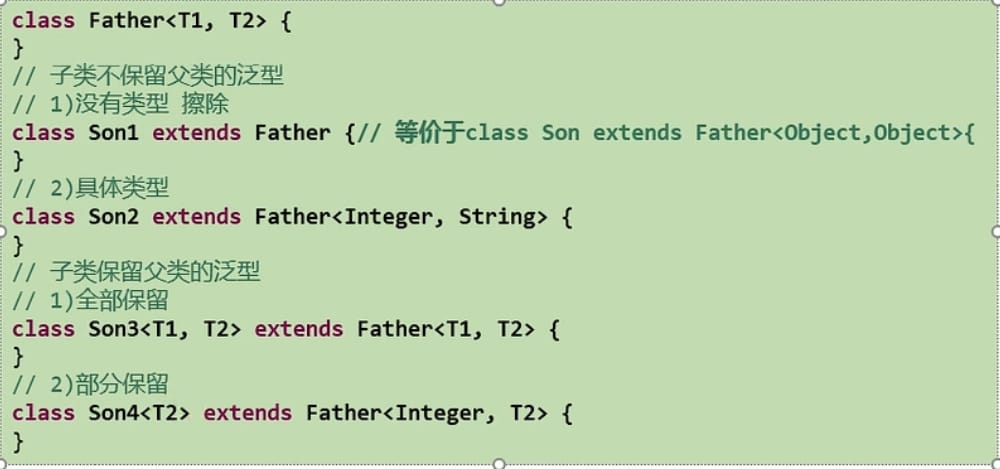 class Father<T1, T2> {
}
// 子类不保留父类的泛型
// 1)没有类型 擦除
class Son1 extends Father {// 等价于class Son extends Father<Object,Object>{
}
// 2)具体类型
class Son2 extends Father<Integer, String> {
}
// 子类保留父类的泛型
// 1)全部保留
class Son3<T1, T2> extends Father<T1, T2> {
}
// 2)部分保留
class Son4<T2> extends Father<Integer, T2> {
}